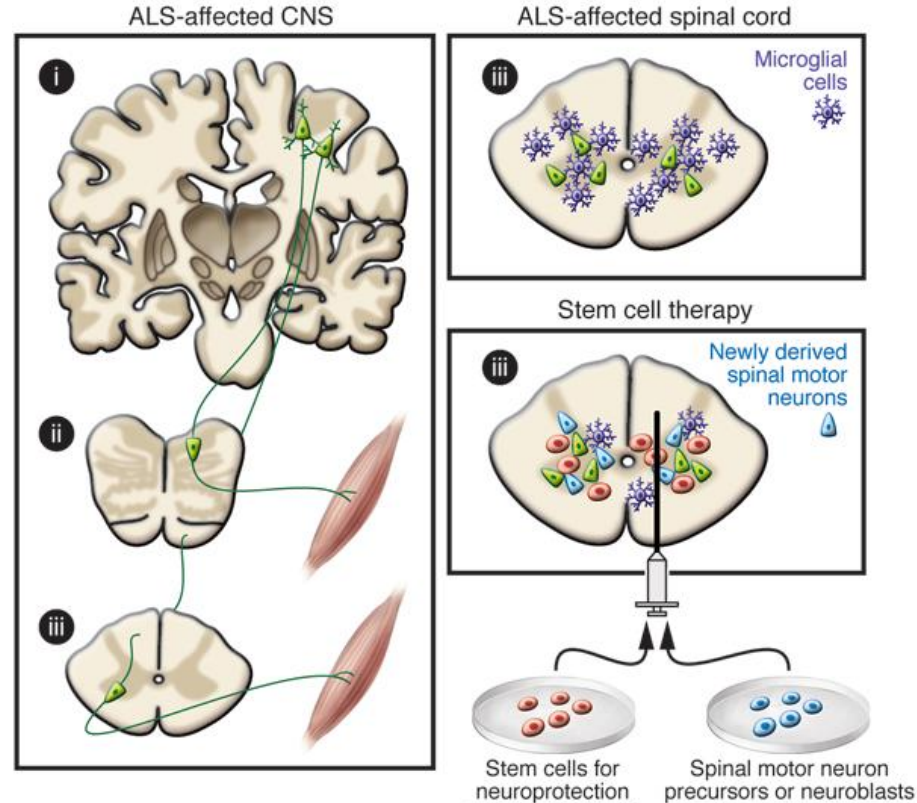 ALS-affected CNS
i
ii
iii
ALS-affected spinal cord
iii
Microglial
cells
Stem cell therapy
iii
Newly derived
spinal motor
neurons
Stem cells for
neuroprotection
Spinal motor neuron
precursors or neuroblasts